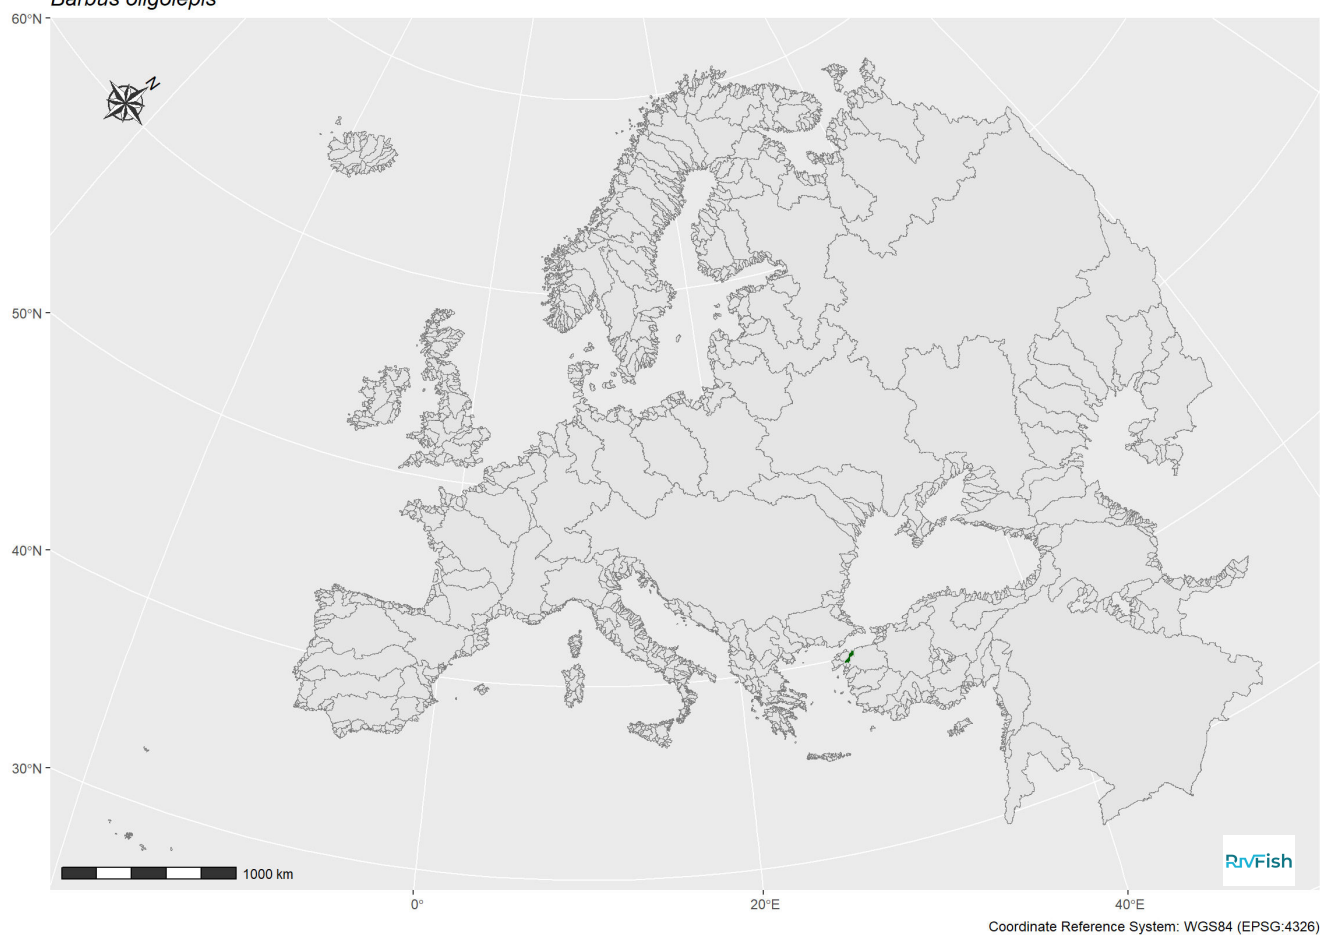 Barbus oligolepis
60°N
N
50°N
40°N
30°N
1000 km
RIVFish
0°
20°E
40°E
Coordinate Reference System: WGS84 (EPSG:4326)